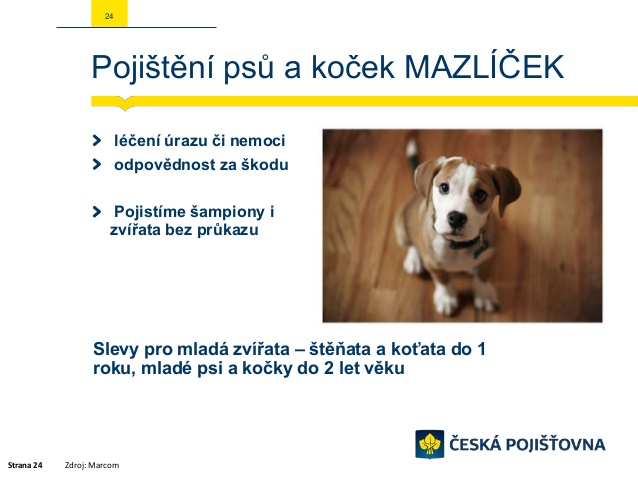 24
Pojištění psů a koček MAZLÍČEK
léčení úrazu či nemoci
odpovědnost za škodu
Pojistíme šampiony i
zvířata bez průkazu
Slevy pro mladá zvířata – štěňata a koťata do 1
roku, mladé psi a kočky do 2 let věku
ČESKÁ POJIŠŤOVNA
Strana 24 Zdroj: Marcom